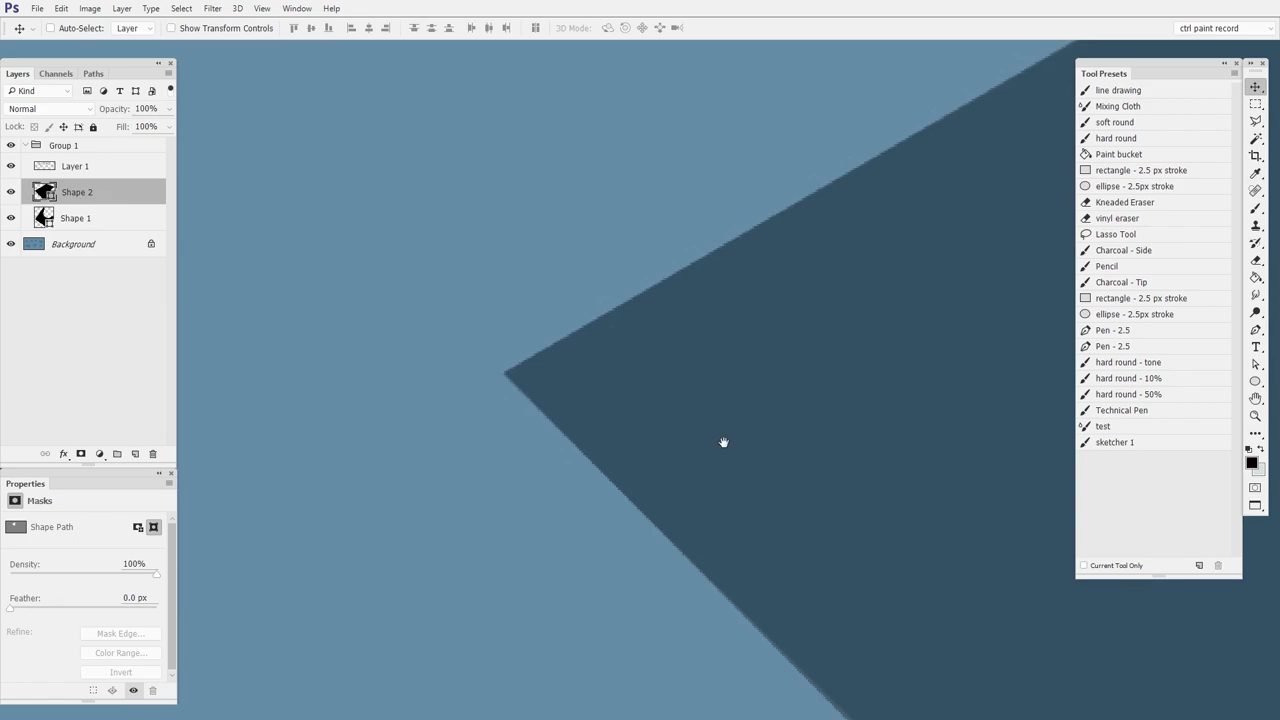 Ps File Edit Image Layer Type Select Filter 3D View Window Help
Auto-Select: Layer Show Transform Controls 3D Mode: ctrl paint record
Layers Channels Paths
Kind
Normal Opacity: 100%
Lock: Fill: 100%
Group 1
Layer 1
Shape 2
Shape 1
Background
fx
Properties
Masks
Shape Path
Density: 100%
Feather: 0.0 px
Refine: Mask Edge...
Color Range...
Invert
Tool Presets
line drawing
Mixing Cloth
soft round
hard round
Paint bucket
rectangle - 2.5 px stroke
ellipse - 2.5px stroke
Kneaded Eraser
vinyl eraser
Lasso Tool
Charcoal - Side
Pencil
Charcoal - Tip
rectangle - 2.5 px stroke
ellipse - 2.5px stroke
Pen - 2.5
Pen - 2.5
hard round - tone
hard round - 10%
hard round - 50%
Technical Pen
test
sketcher 1
Current Tool Only